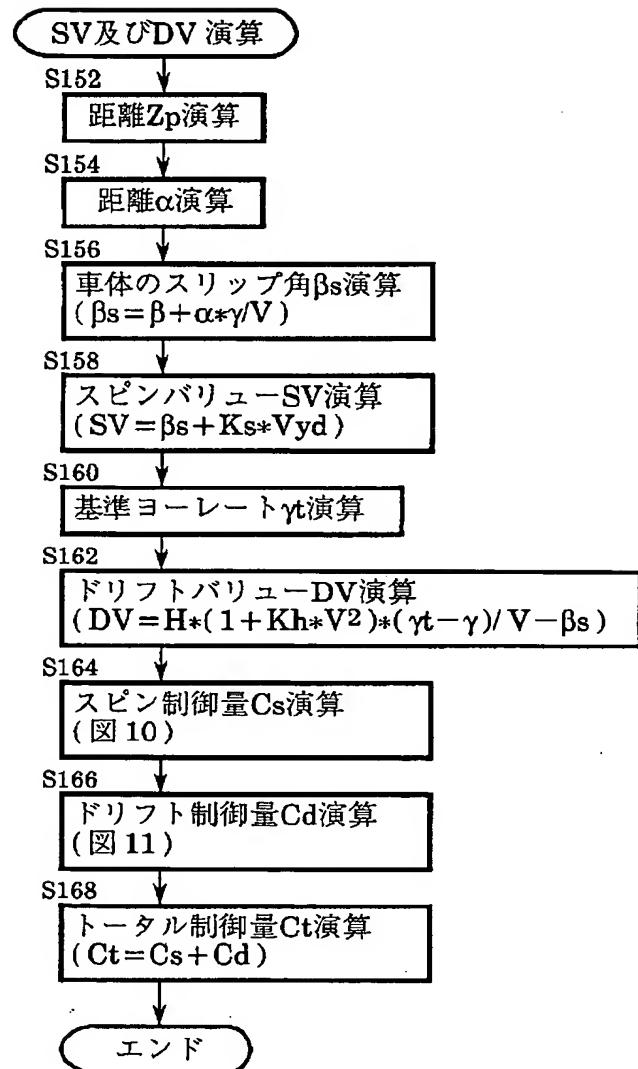 SV及びDV 演算
S152
距離Zp演算
S154
距離α演算
S156
車体のスリップ角βs演算
(βs=β+α*γ/V)
S158
スピンバリューSV演算
(SV=βs+Ks*Vyd)
S160
基準ヨーレートγt演算
S162
ドリフトバリューDV演算
(DV=H*(1+Kh*V²)*(γt−γ)/V−βs)
S164
スピン制御量Cs演算
(図10)
S166
ドリフト制御量Cd演算
(図11)
S168
トータル制御量Ct演算
(Ct=Cs+Cd)
エンド